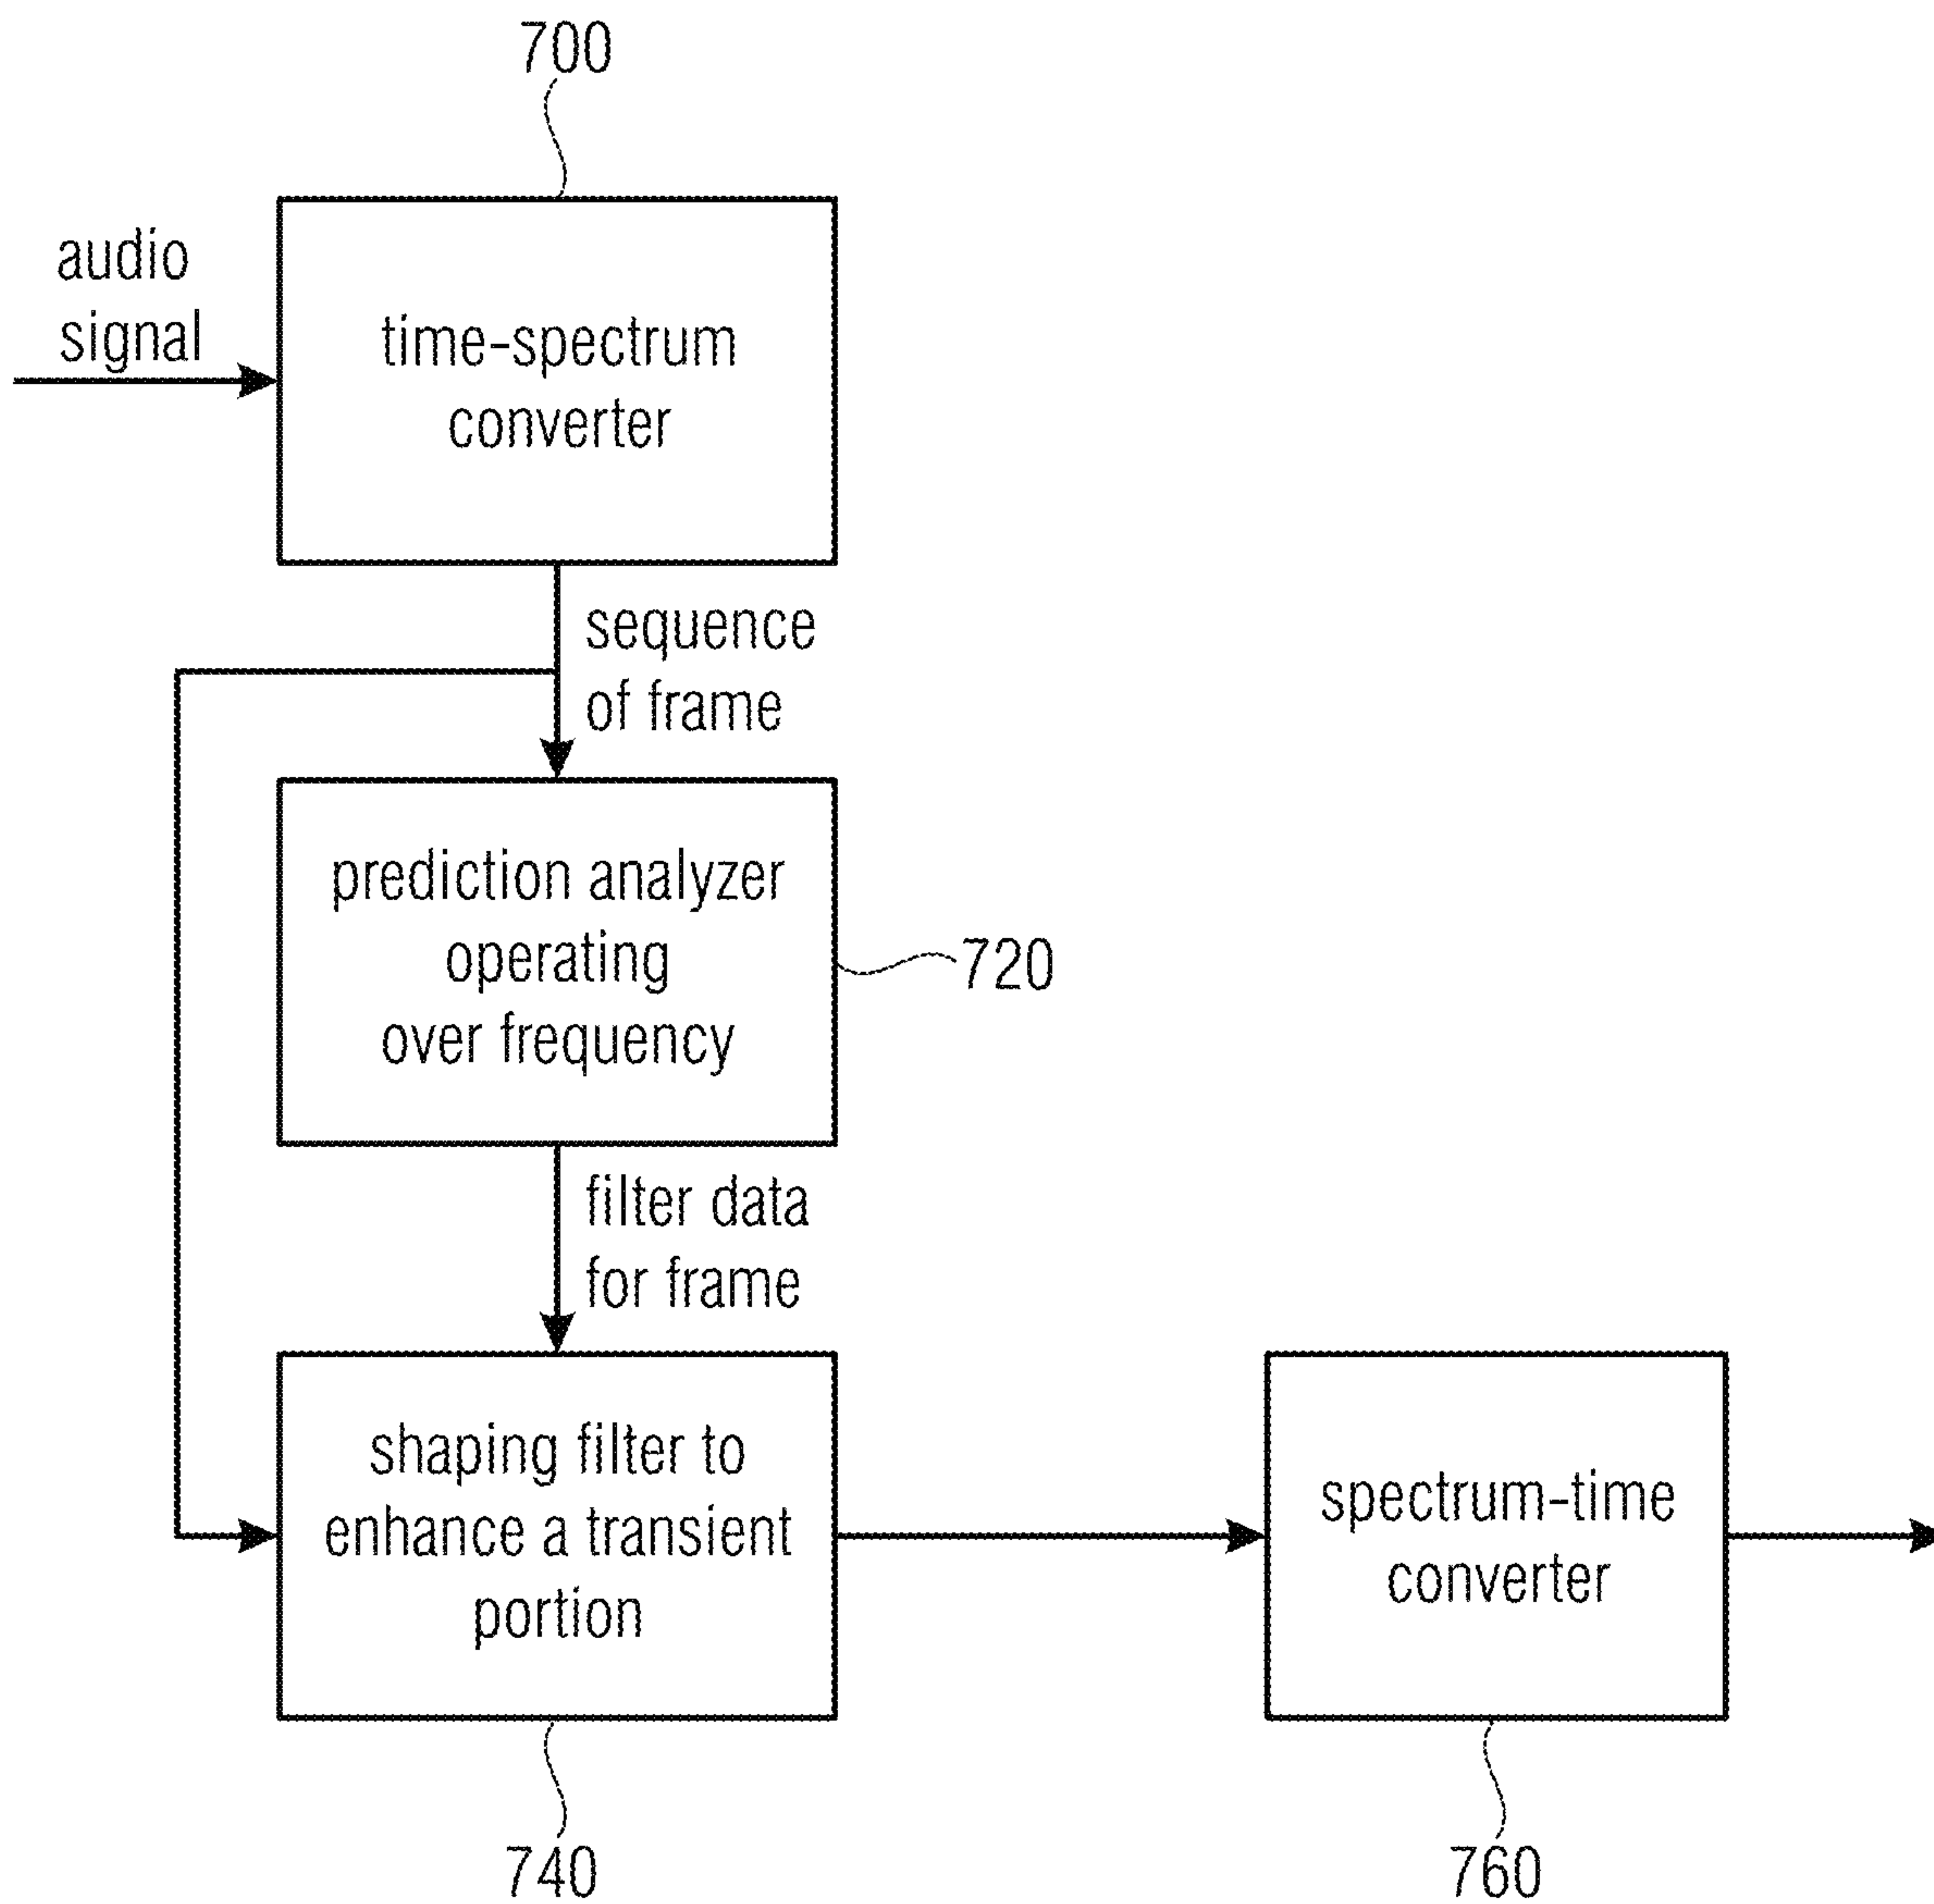 700
audio
signal
time-spectrum
converter
sequence
of frame
prediction analyzer
operating
over frequency
720
filter data
for frame
shaping filter to
enhance a transient
portion
spectrum-time
converter
740
760